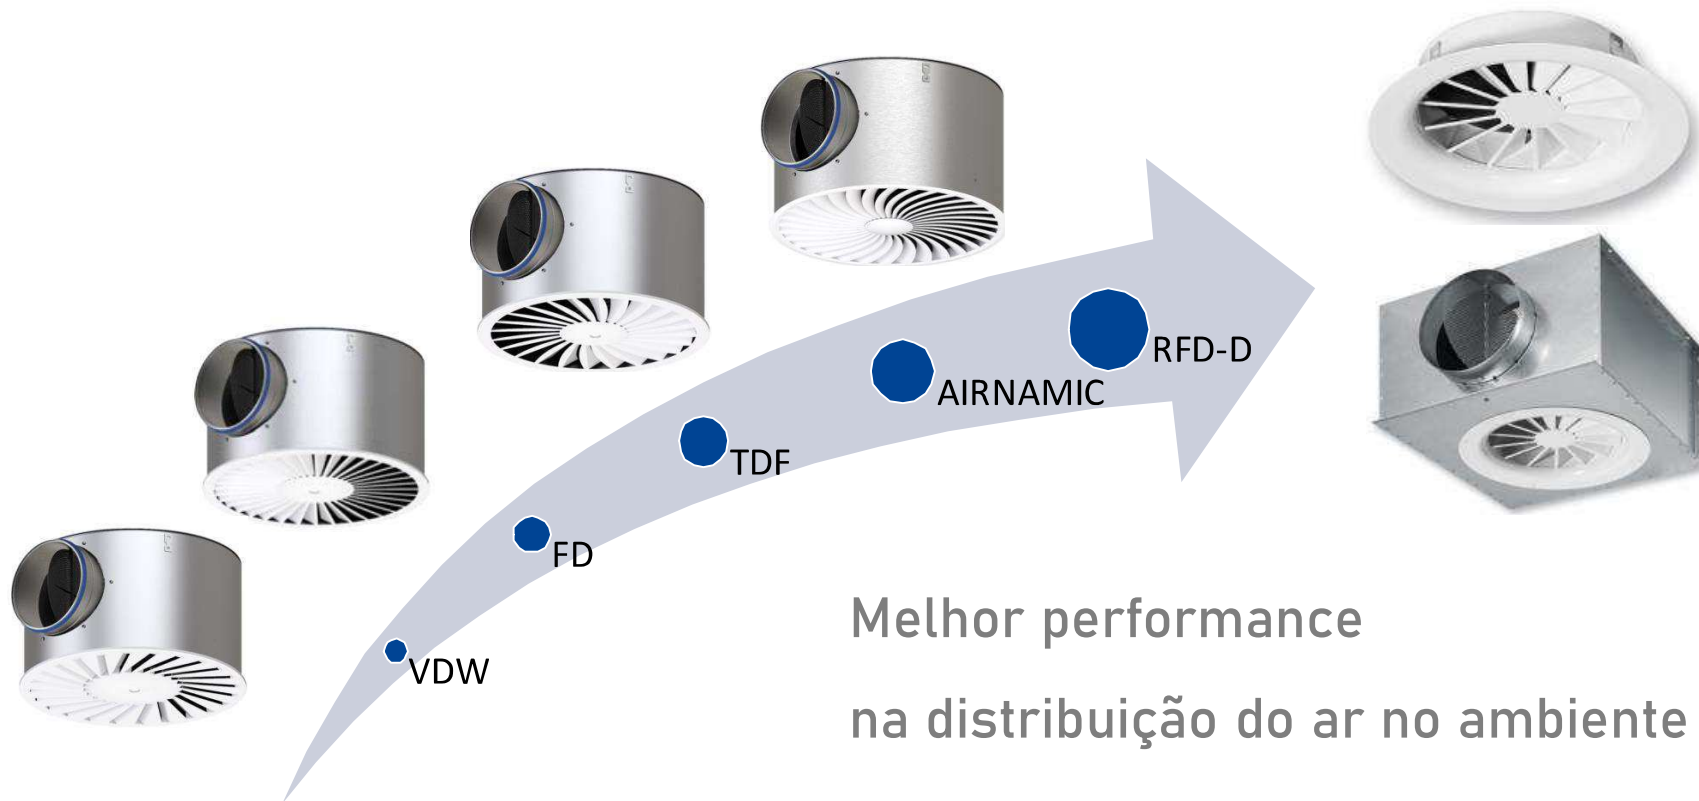 RFD-D
AIRNAMIC
TDF
FD
VDW
Melhor performance
na distribuição do ar no ambiente